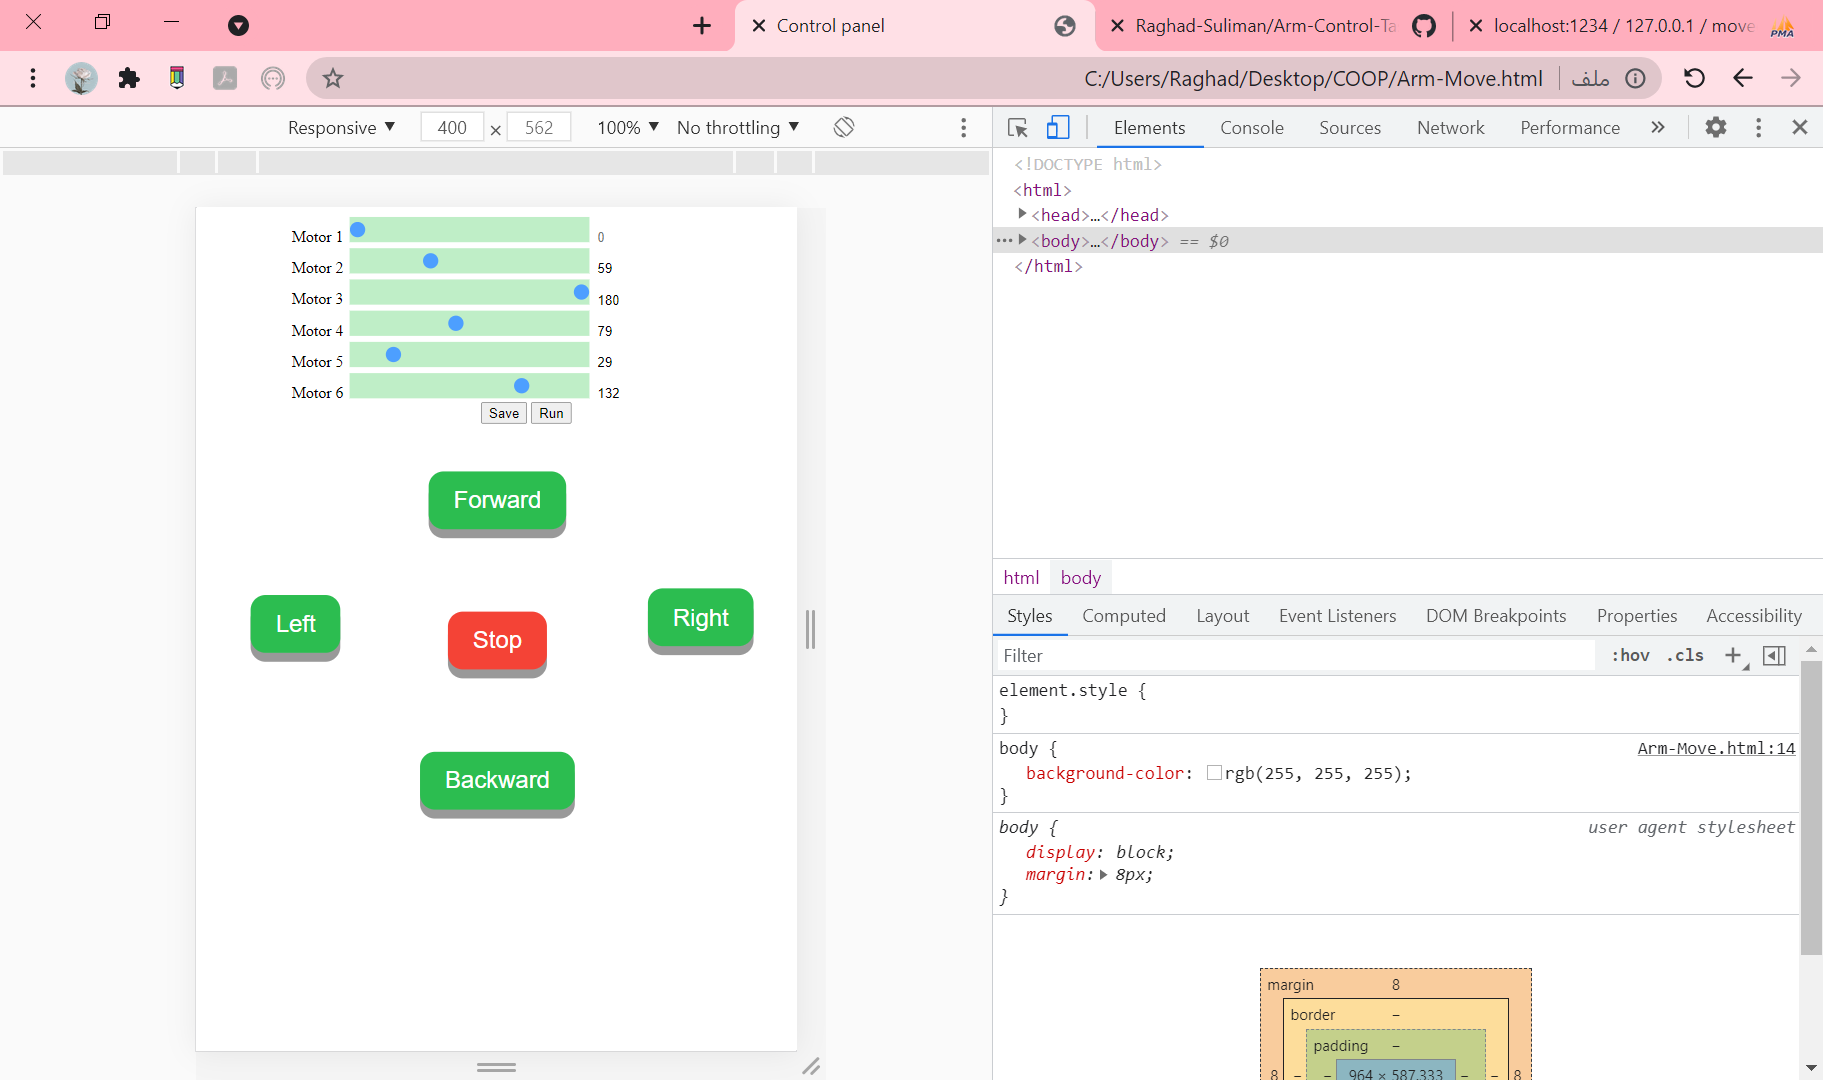 Control panel
Raghad-Suliman/Arm-Control-Ta
localhost:1234 / 127.0.0.1 / move
PMA
C:/Users/Raghad/Desktop/COOP/Arm-Move.html
ملف
Responsive ▼ 400 × 562 100% ▼ No throttling ▼
Elements Console Sources Network Performance »
<!DOCTYPE html>
<html>
<head>…</head>
<body>…</body> == $0
</html>
Motor 1 0
Motor 2 59
Motor 3 180
Motor 4 79
Motor 5 29
Motor 6 132
Save Run
Forward
Left
Stop
Right
Backward
html body
Styles Computed Layout Event Listeners DOM Breakpoints Properties Accessibility
Filter :hov .cls +
element.style {
}
body { Arm-Move.html:14
background-color: rgb(255, 255, 255);
}
body { user agent stylesheet
display: block;
margin: 8px;
}
margin 8
border –
padding –
8 – – 964 × 587.333 – – 8